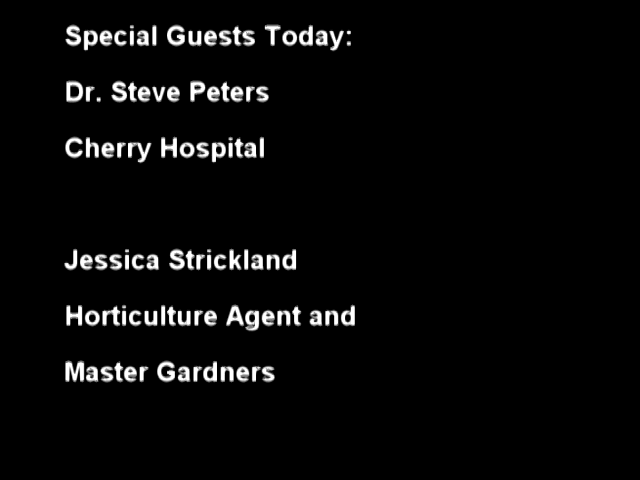 Special Guests Today:
Dr. Steve Peters
Cherry Hospital
Jessica Strickland
Horticulture Agent and
Master Gardners